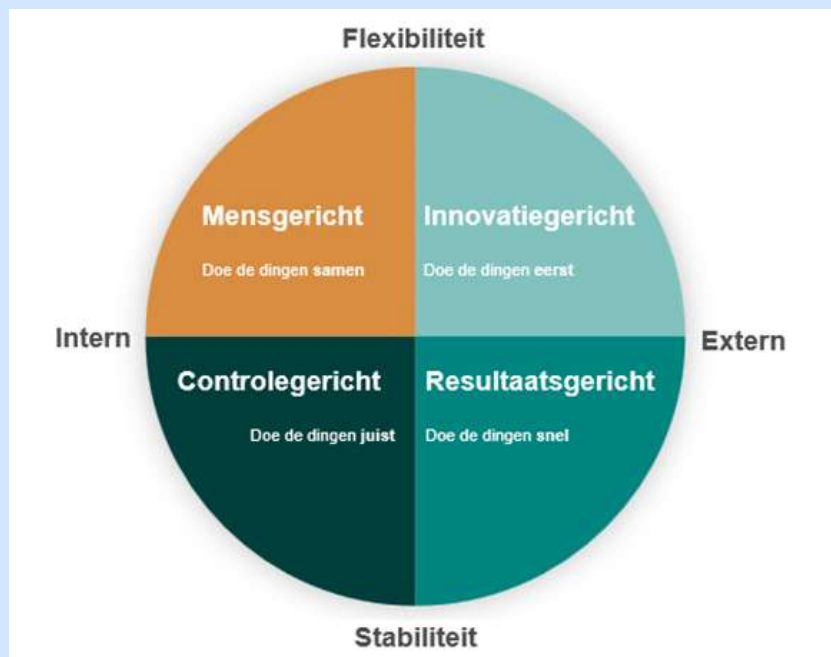 Flexibiliteit
Mensgericht
Doe de dingen samen
Innovatiegericht
Doe de dingen eerst
Intern
Extern
Controlegericht
Doe de dingen juist
Resultaatsgericht
Doe de dingen snel
Stabiliteit